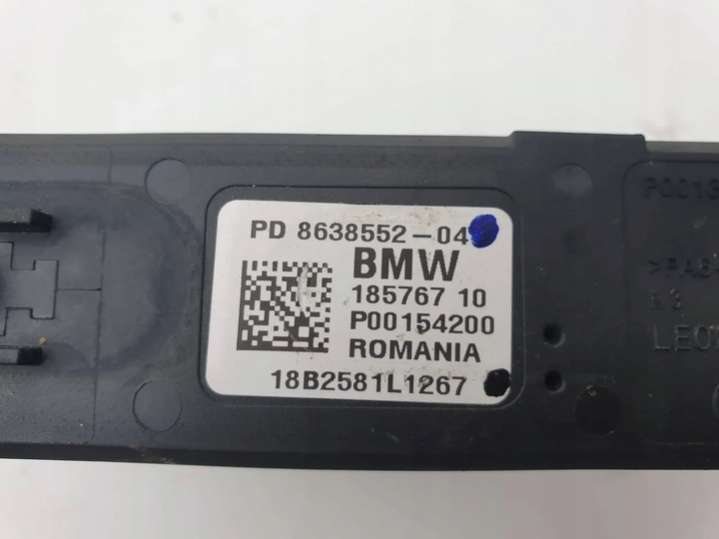 PD 8638552-04
BMW
185767 10
P00154200
ROMANIA
18B2581L1267